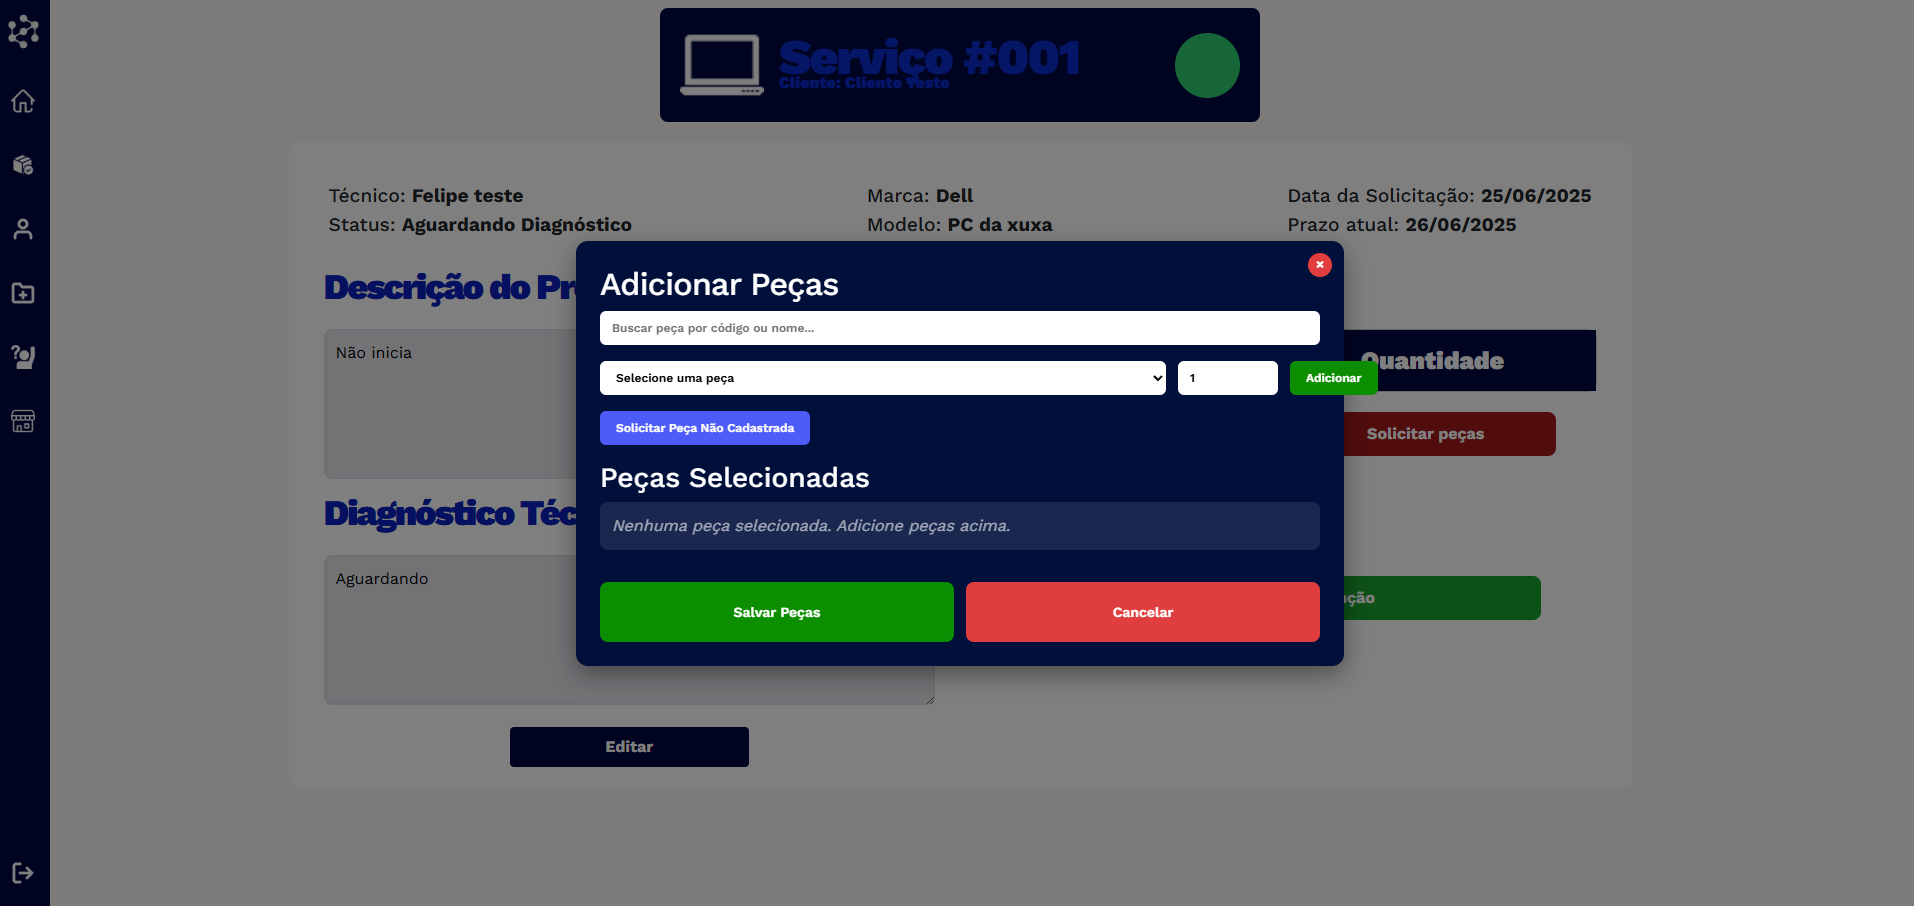 Serviço #001
Cliente: Cliente Teste
Técnico: Felipe teste
Status: Aguardando Diagnóstico
Marca: Dell
Modelo: PC da xuxa
Data da Solicitação: 25/06/2025
Prazo atual: 26/06/2025
Descrição do
Não inicia
Diagnóstico
Aguardando
Editar
Quantidade
Solicitar peças
Adicionar Peças
Buscar peça por código ou nome...
Selecione uma peça
1
Adicionar
Solicitar Peça Não Cadastrada
Peças Selecionadas
Nenhuma peça selecionada. Adicione peças acima.
Salvar Peças
Cancelar